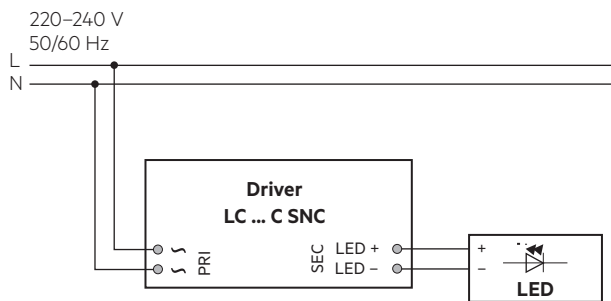 220–240 V
50/60 Hz
L
N
Driver
LC ... C SNC
~ PRI SEC LED + +
~ LED – –
LED